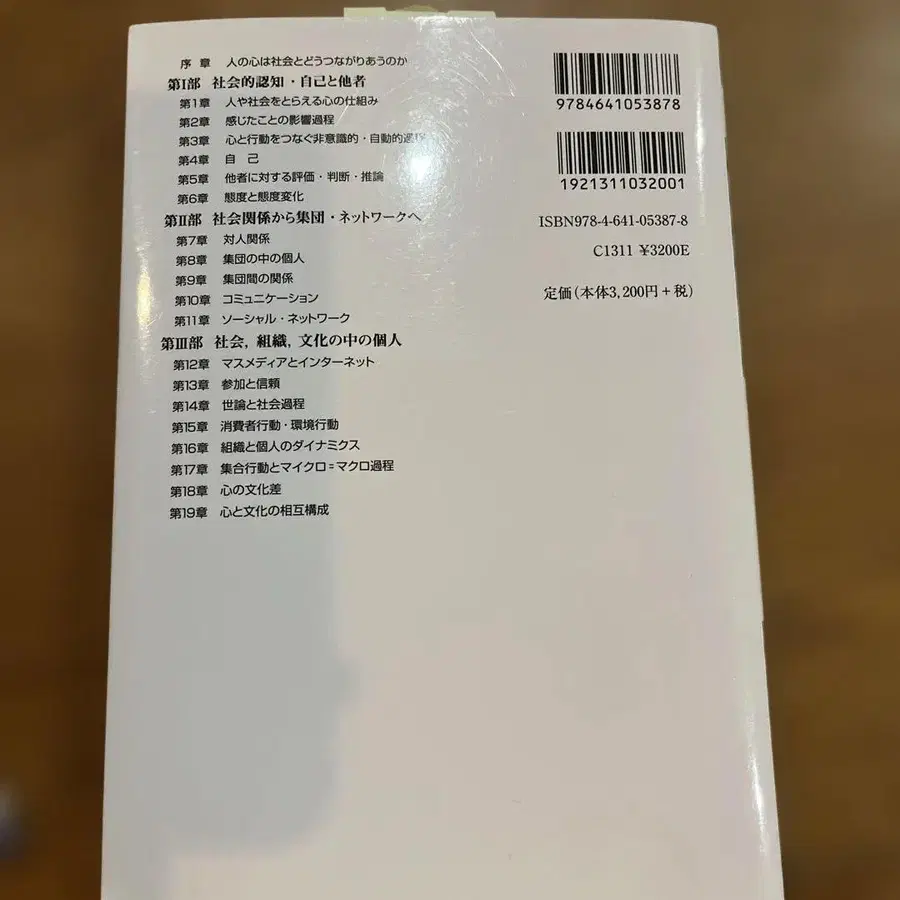 序 章 人の心は社会とどうつながりあうのか
第Ⅰ部 社会的認知・自己と他者
第1章 人や社会をとらえる心の仕組み
第2章 感じたことの影響過程
第3章 心と行動をつなぐ非意識的・自動的過程
第4章 自 己
第5章 他者に対する評価・判断・推論
第6章 態度と態度変化
第Ⅱ部 社会関係から集団・ネットワークへ
第7章 対人関係
第8章 集団の中の個人
第9章 集団間の関係
第10章 コミュニケーション
第11章 ソーシャル・ネットワーク
第Ⅲ部 社会,組織,文化の中の個人
第12章 マスメディアとインターネット
第13章 参加と信頼
第14章 世論と社会過程
第15章 消費者行動・環境行動
第16章 組織と個人のダイナミクス
第17章 集合行動とマイクロ=マクロ過程
第18章 心の文化差
第19章 心と文化の相互構成
9784641053878
1921311032001
ISBN978-4-641-05387-8
C1311 ¥3200E
定価(本体3,200円+税)